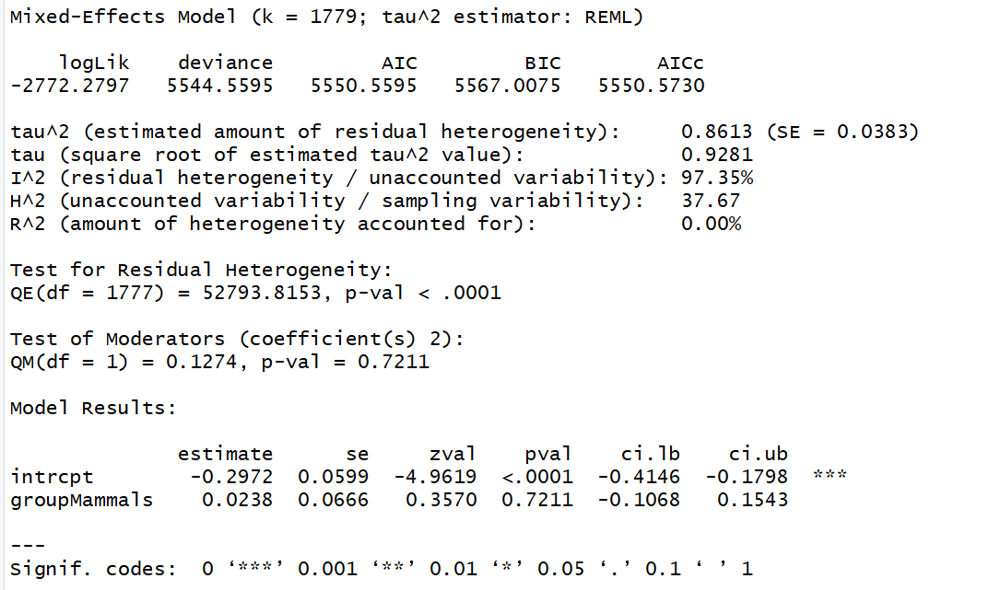 Mixed-Effects Model (k = 1779; tau^2 estimator: REML)
logLik deviance AIC BIC AICc
-2772.2797 5544.5595 5550.5595 5567.0075 5550.5730
tau^2 (estimated amount of residual heterogeneity): 0.8613 (SE = 0.0383)
tau (square root of estimated tau^2 value): 0.9281
I^2 (residual heterogeneity / unaccounted variability): 97.35%
H^2 (unaccounted variability / sampling variability): 37.67
R^2 (amount of heterogeneity accounted for): 0.00%
Test for Residual Heterogeneity:
QE(df = 1777) = 52793.8153, p-val < .0001
Test of Moderators (coefficient(s) 2):
QM(df = 1) = 0.1274, p-val = 0.7211
Model Results:
estimate se zval pval ci.lb ci.ub
intrcpt -0.2972 0.0599 -4.9619 <.0001 -0.4146 -0.1798 ***
groupMammals 0.0238 0.0666 0.3570 0.7211 -0.1068 0.1543
---
Signif. codes: 0 ‘***’ 0.001 ‘**’ 0.01 ‘*’ 0.05 ‘.’ 0.1 ‘ ’ 1